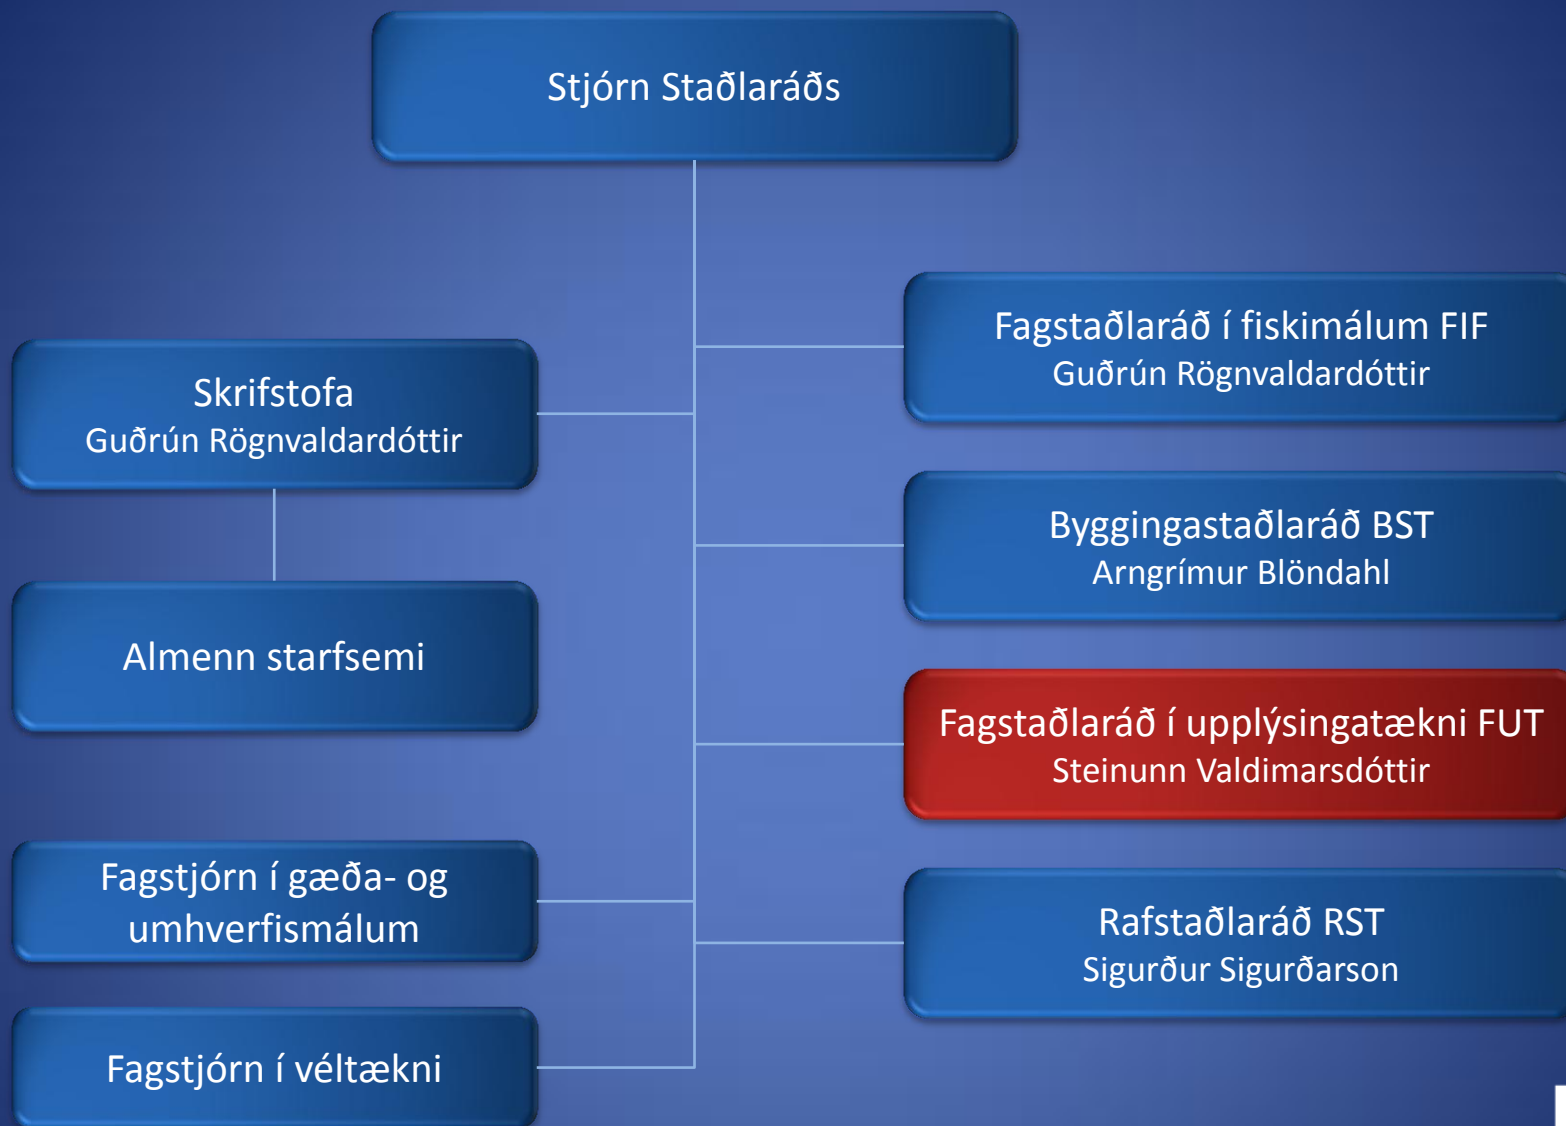 Stjórn Staðlaráðs
Skrifstofa
Guðrún Rögnvaldardóttir
Almenn starfsemi
Fagstjórn í gæða- og
umhverfismálum
Fagstjórn í véltækni
Fagstaðlaráð í fiskimálum FIF
Guðrún Rögnvaldardóttir
Byggingastaðlaráð BST
Arngrímur Blöndahl
Fagstaðlaráð í upplýsingatækni FUT
Steinunn Valdimarsdóttir
Rafstaðlaráð RST
Sigurður Sigurðarson